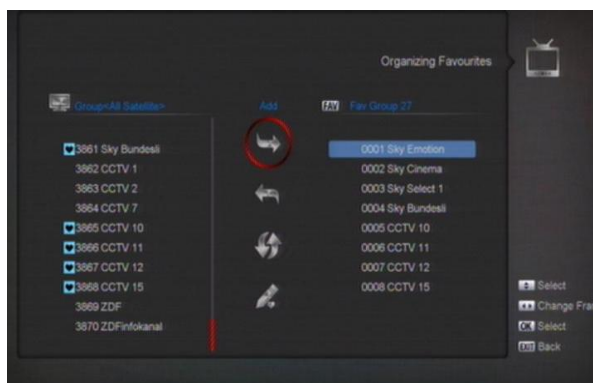 Organizing Favourites
Group<All Satellite>
Add
FAV Fav Group 27
3861 Sky Bundesli
3862 CCTV 1
3863 CCTV 2
3864 CCTV 7
3865 CCTV 10
3866 CCTV 11
3867 CCTV 12
3868 CCTV 15
3869 ZDF
3870 ZDFinfokanal
0001 Sky Emotion
0002 Sky Cinema
0003 Sky Select 1
0004 Sky Bundesli
0005 CCTV 10
0006 CCTV 11
0007 CCTV 12
0008 CCTV 15
Select
Change Fra
OK Select
EXIT Back